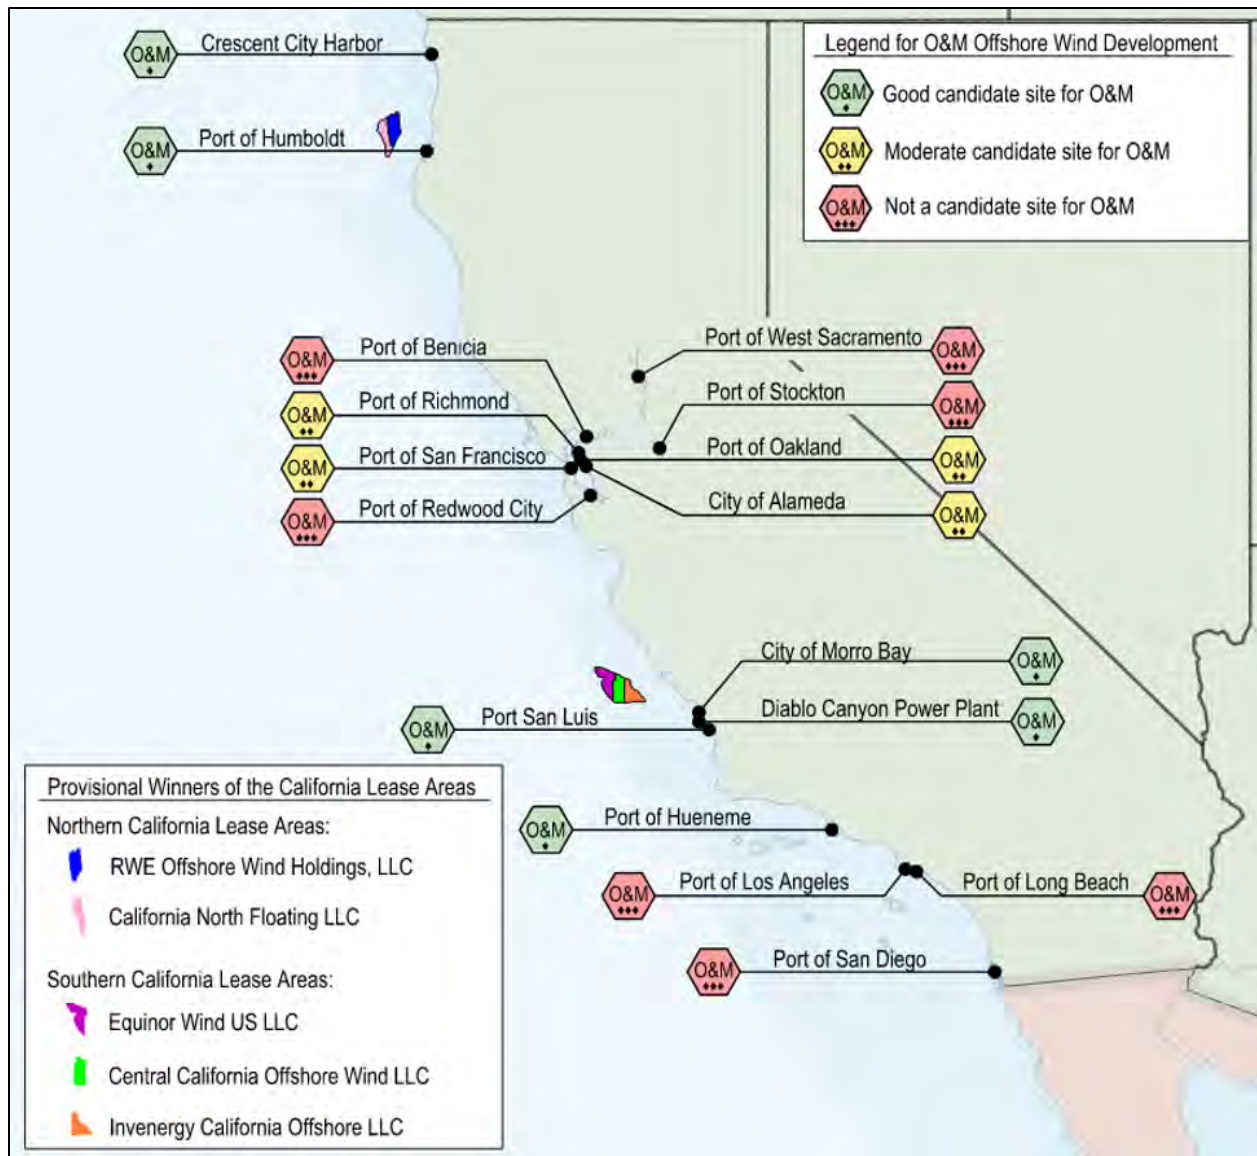 Crescent City Harbor
O&M
Port of Humboldt
O&M
Legend for O&M Offshore Wind Development
O&M
Good candidate site for O&M
O&M
Moderate candidate site for O&M
O&M
Not a candidate site for O&M
O&M
Port of Benicia
O&M
Port of Richmond
O&M
Port of San Francisco
O&M
Port of Redwood City
Port of West Sacramento
O&M
Port of Stockton
O&M
Port of Oakland
O&M
City of Alameda
O&M
City of Morro Bay
O&M
Diablo Canyon Power Plant
O&M
O&M
Port San Luis
O&M
Port of Hueneme
O&M
Port of Los Angeles
Port of Long Beach
O&M
O&M
Port of San Diego
Provisional Winners of the California Lease Areas
Northern California Lease Areas:
RWE Offshore Wind Holdings, LLC
California North Floating LLC
Southern California Lease Areas:
Equinor Wind US LLC
Central California Offshore Wind LLC
Invenergy California Offshore LLC